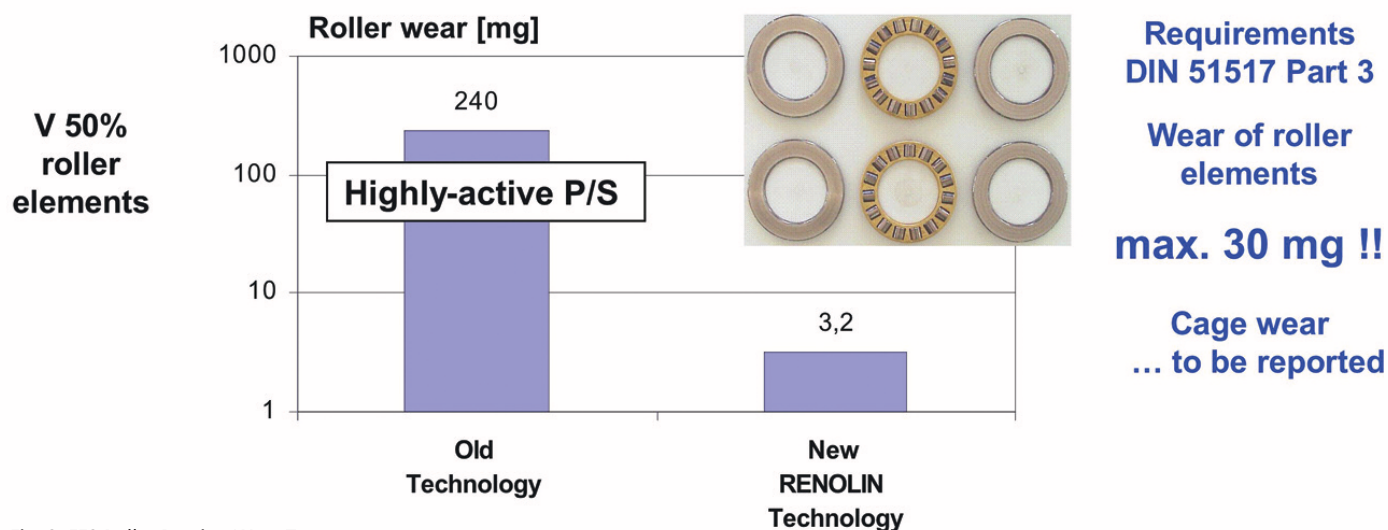 Roller wear [mg]
1000
100
10
1
V 50%
roller
elements
240
Highly-active P/S
3,2
Old
Technology
New
RENOLIN
Technology
Requirements
DIN 51517 Part 3
Wear of roller
elements
max. 30 mg !!
Cage wear
... to be reported